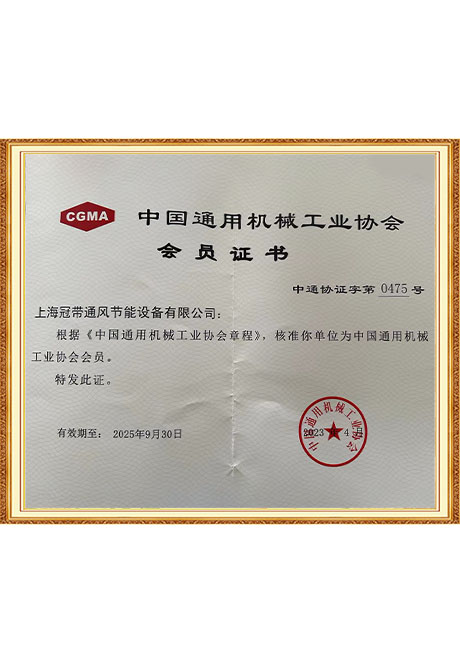 CGMA
中国通用机械工业协会
会员证书
中通协证字第 0475 号
上海冠带通风节能设备有限公司：
根据《中国通用机械工业协会章程》，核准你单位为中国通用机械
工业协会会员。
特发此证。
有效期至： 2025年9月30日
中国通用机械工业协会
2023 4